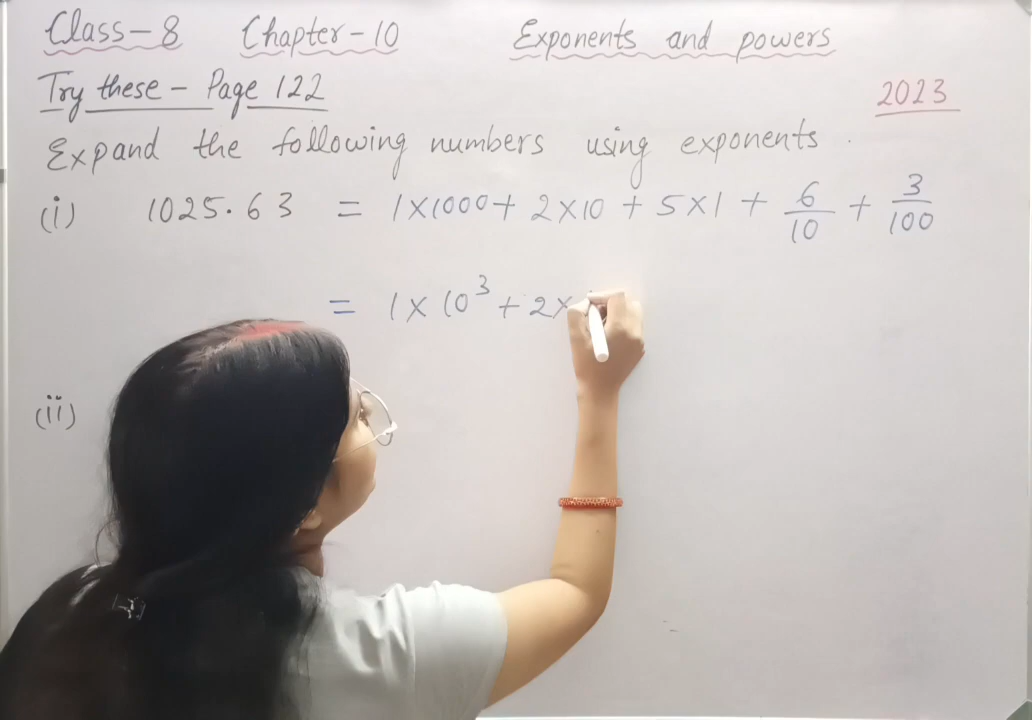 Class-8 Chapter-10 Exponents and powers
Try these - Page 122
2023
Expand the following numbers using exponents.
(i) 1025.63 = 1×1000+ 2×10 + 5×1 + 6/10 + 3/100
= 1×10³ + 2×
(ii)